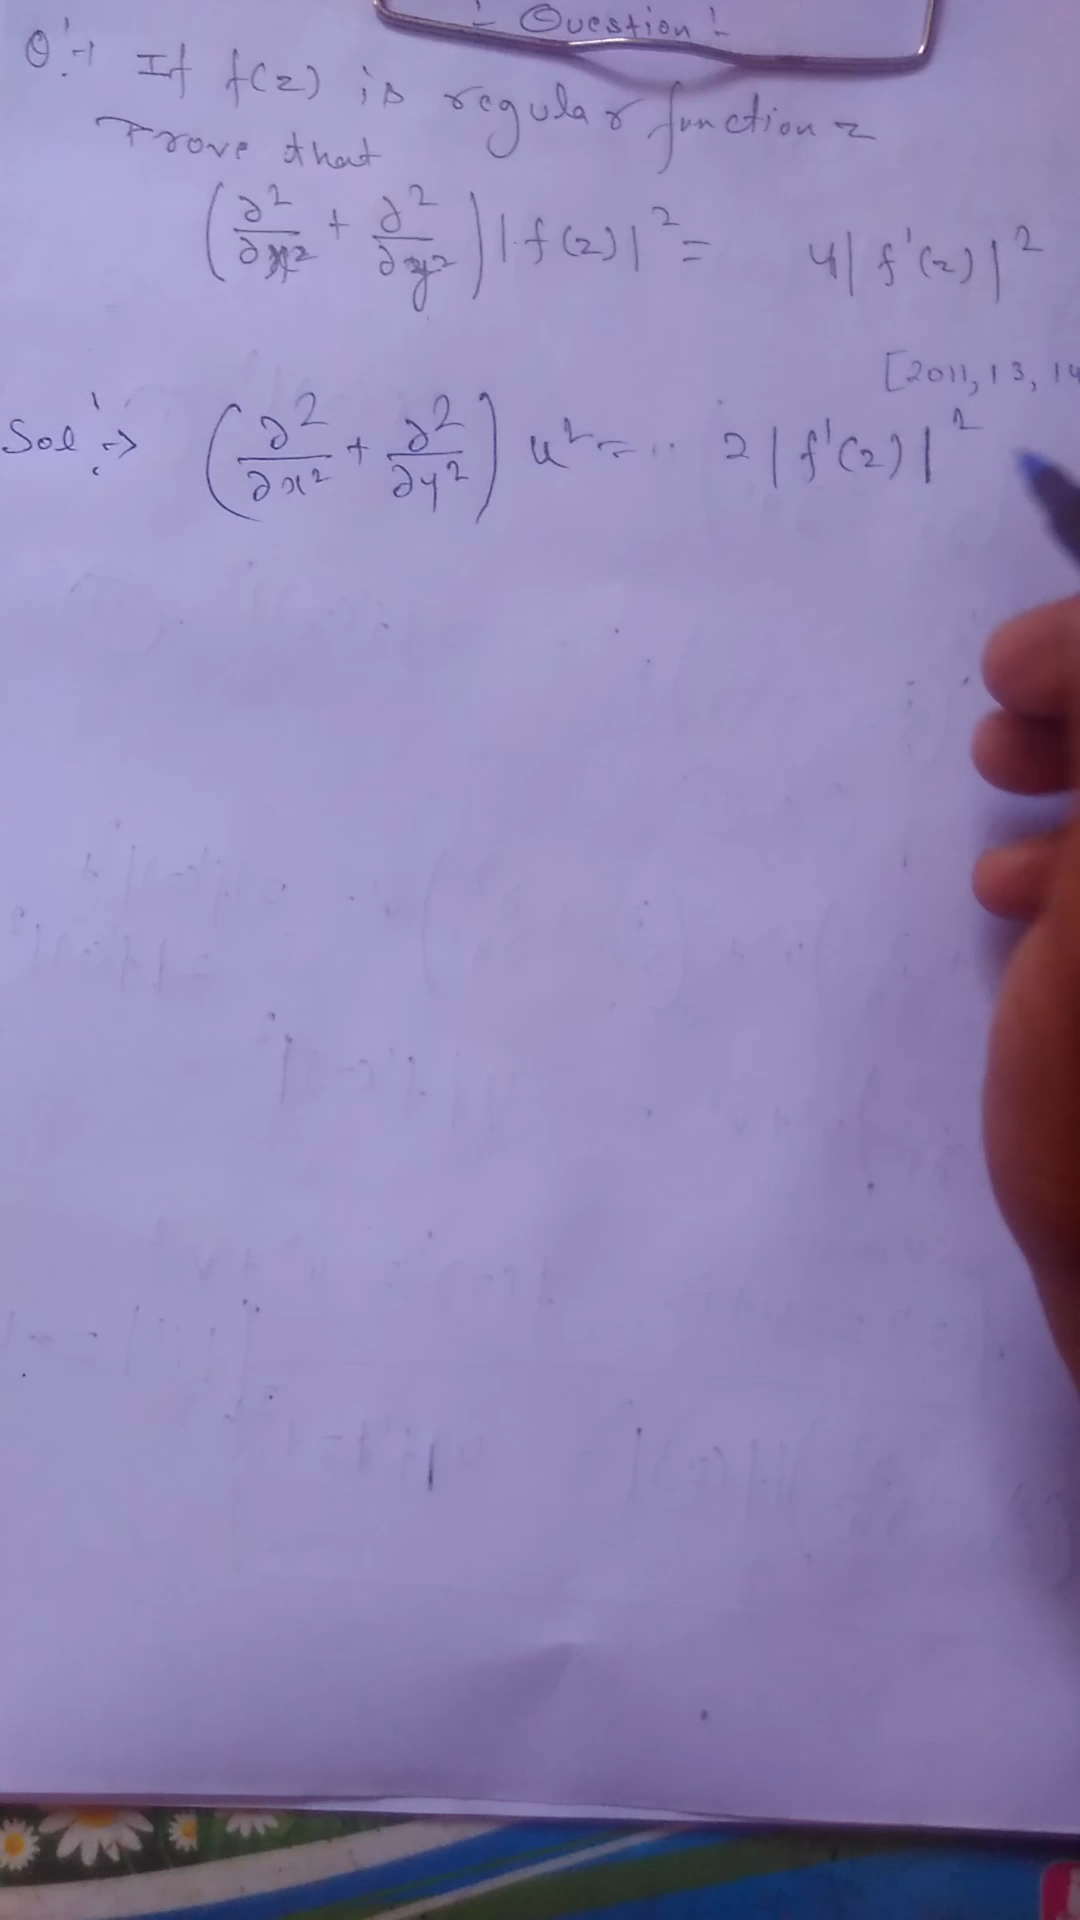 :- Question :-
Q:-1 If f(z) is regular function z
Prove that
(∂²/∂x² + ∂²/∂y²) |f(z)|² = 4|f'(z)|²
[2011, 13, 14
Sol :-> (∂²/∂x² + ∂²/∂y²) u² = .. 2|f'(z)|²